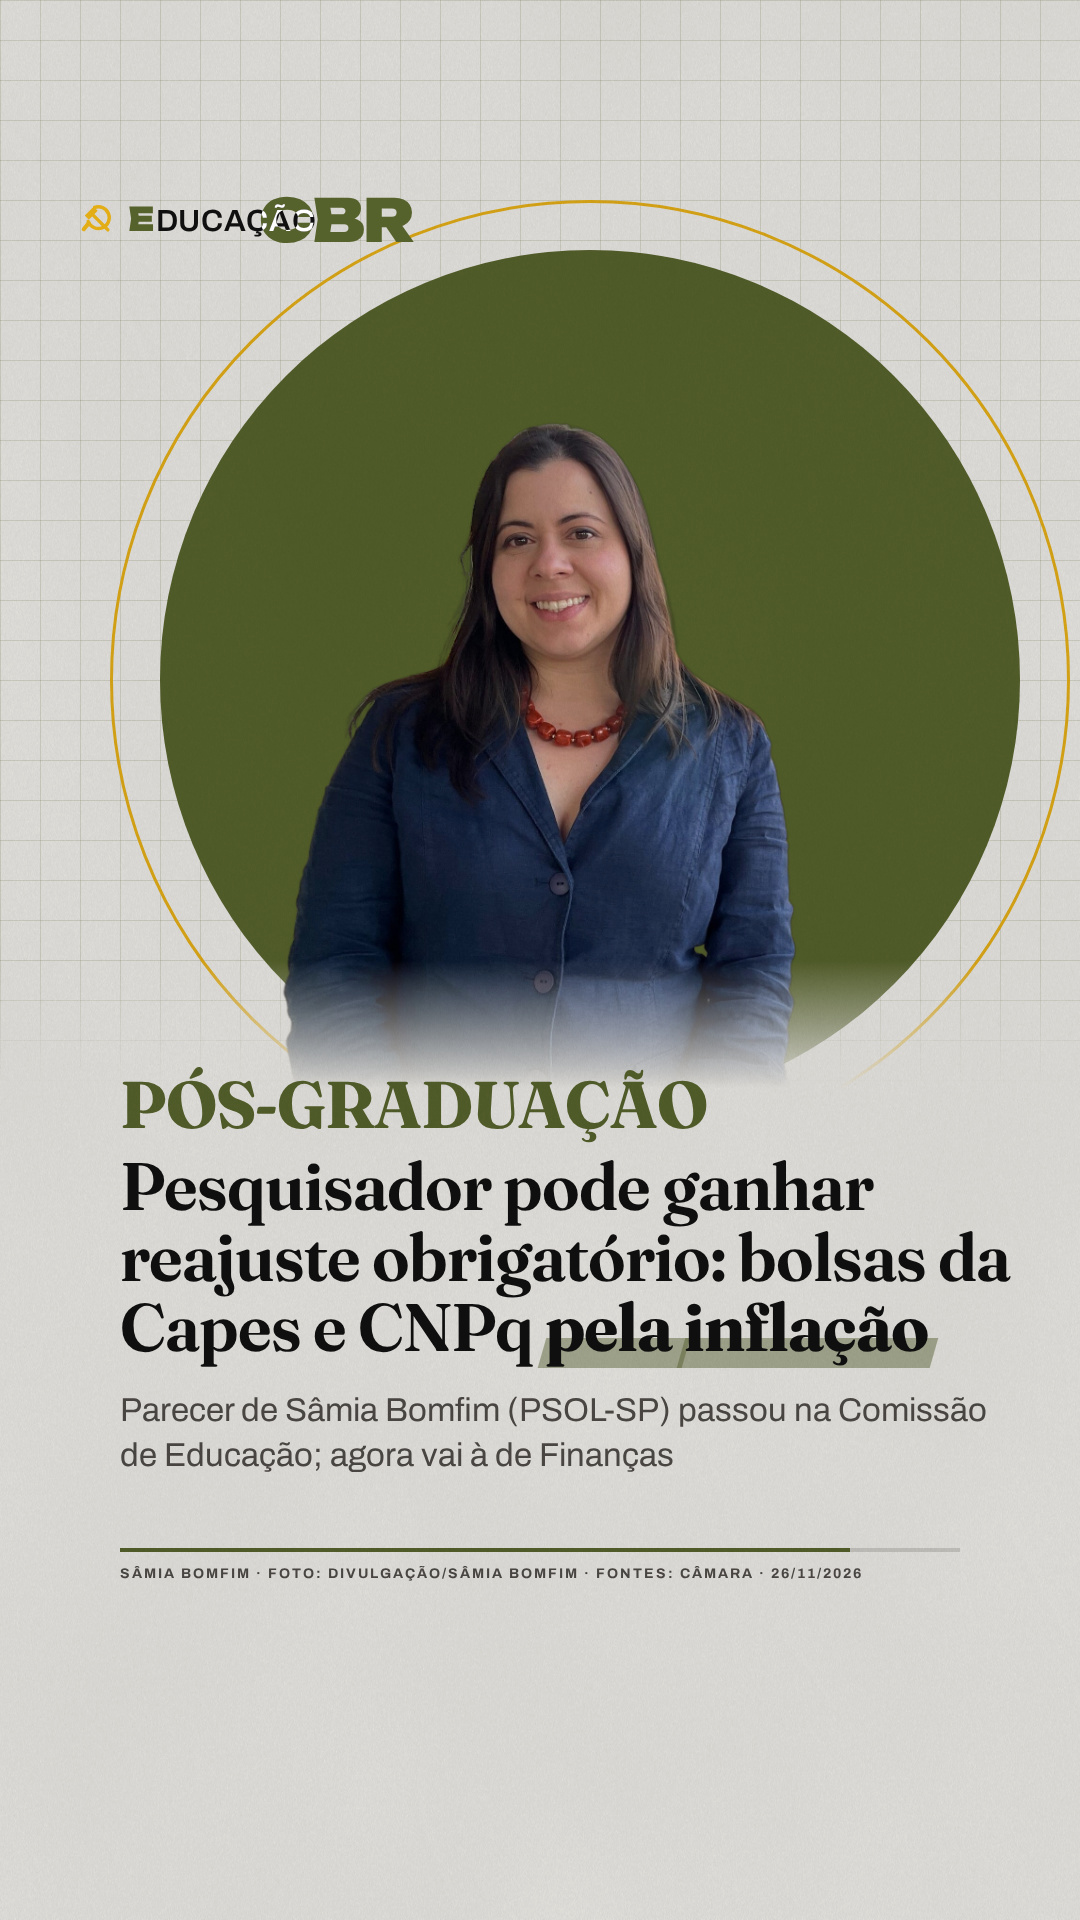 EDUCAÇÃO OBR
PÓS-GRADUAÇÃO
Pesquisador pode ganhar
reajuste obrigatório: bolsas da
Capes e CNPq pela inflação
Parecer de Sâmia Bomfim (PSOL-SP) passou na Comissão
de Educação; agora vai à de Finanças
SÂMIA BOMFIM · FOTO: DIVULGAÇÃO/SÂMIA BOMFIM · FONTES: CÂMARA · 26/11/2026